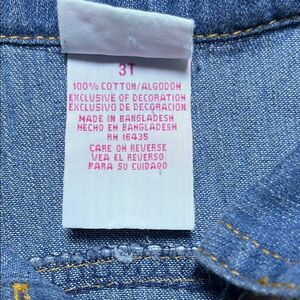 3T
100% COTTON/ALGODON
EXCLUSIVE OF DECORATION
EXCLUSIVO DE DECORACION
MADE IN BANGLADESH
HECHO EN BANGLADESH
RN 16435
CARE ON REVERSE
VEA EL REVERSO
PARA SU CUIDADO